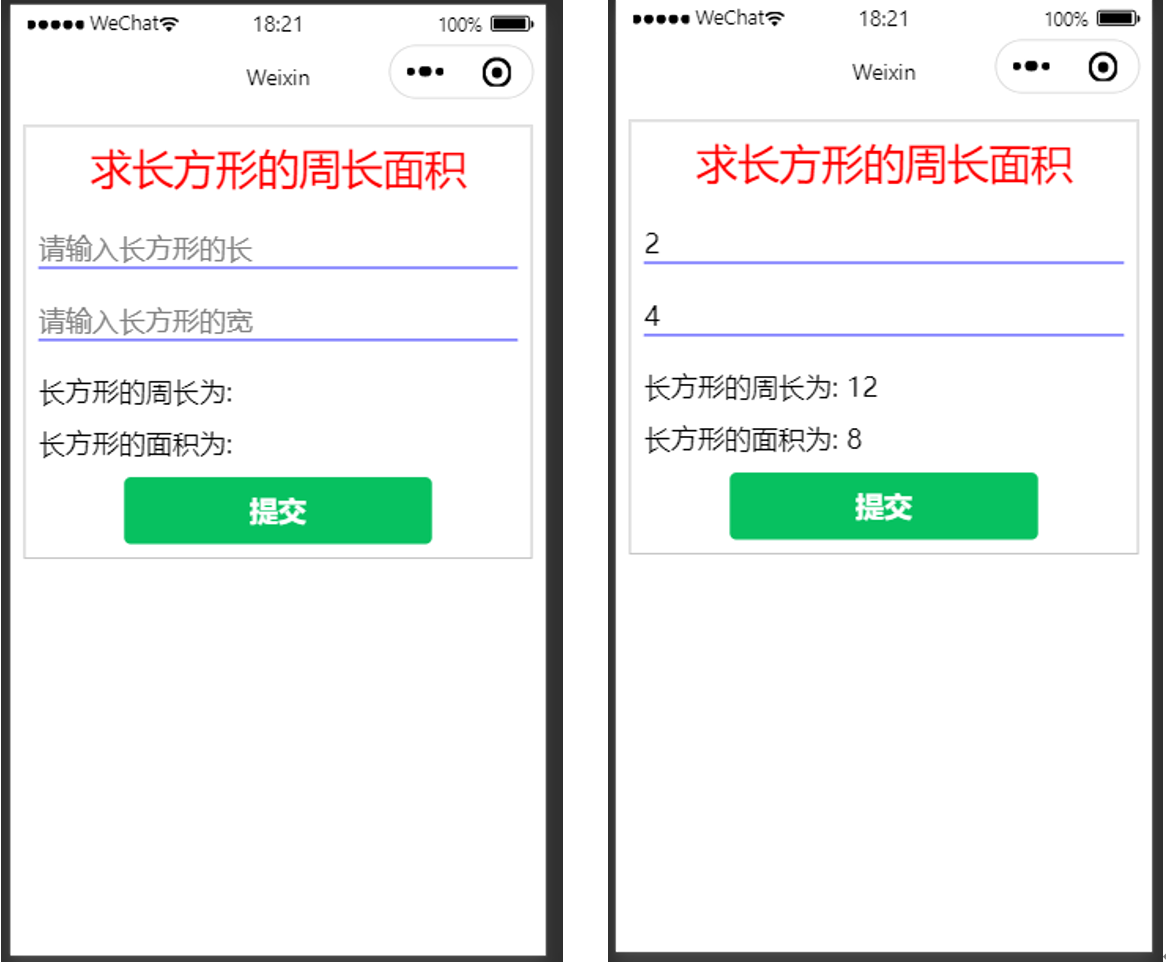 WeChat 18:21 100%
Weixin
求长方形的周长面积
请输入长方形的长
请输入长方形的宽
长方形的周长为:
长方形的面积为:
提交
WeChat 18:21 100%
Weixin
求长方形的周长面积
2
4
长方形的周长为: 12
长方形的面积为: 8
提交